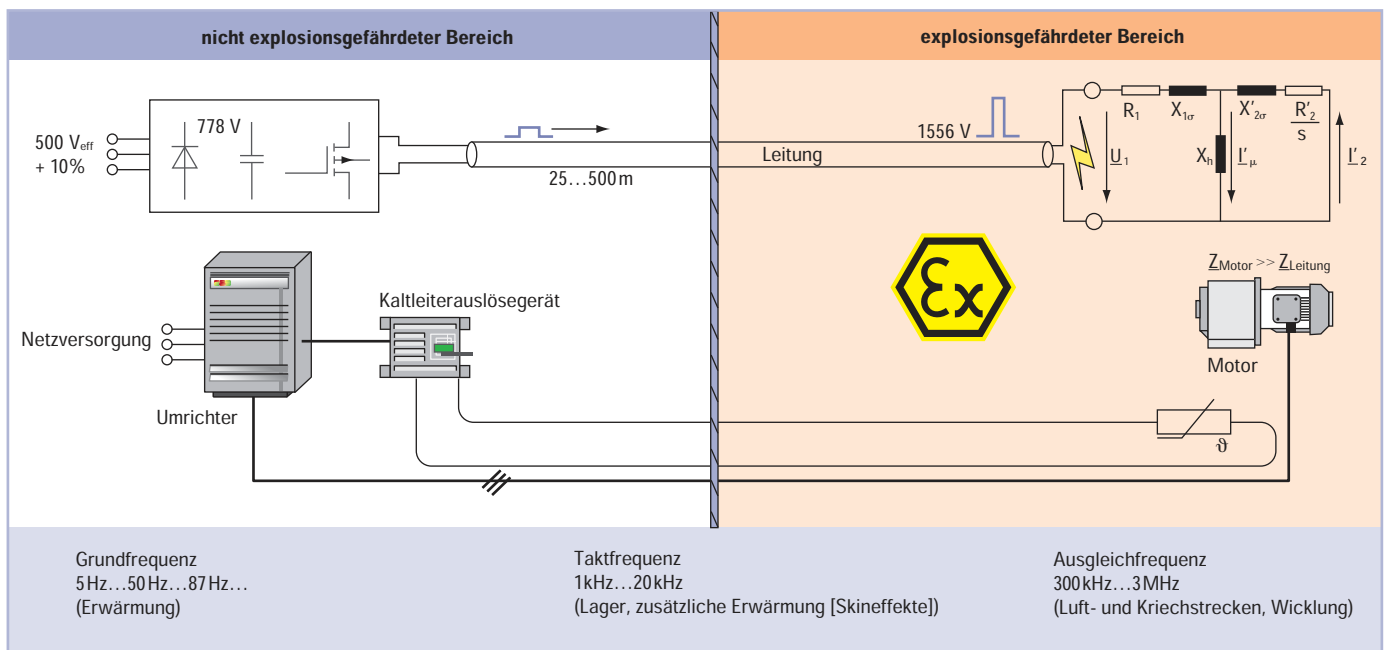 nicht explosionsgefährdeter Bereich
explosionsgefährdeter Bereich
500 Veff
+ 10%
778 V
25…500 m
Leitung
1556 V
U1
R1
X1σ
X'2σ
R'2
s
Xh
I'μ
I'2
Netzversorgung
Umrichter
Kaltleiterauslösegerät
Ex
ZMotor >> ZLeitung
Motor
ϑ
Grundfrequenz
5 Hz…50 Hz…87 Hz…
(Erwärmung)
Taktfrequenz
1 kHz…20 kHz
(Lager, zusätzliche Erwärmung [Skineffekte])
Ausgleichfrequenz
300 kHz…3 MHz
(Luft- und Kriechstrecken, Wicklung)